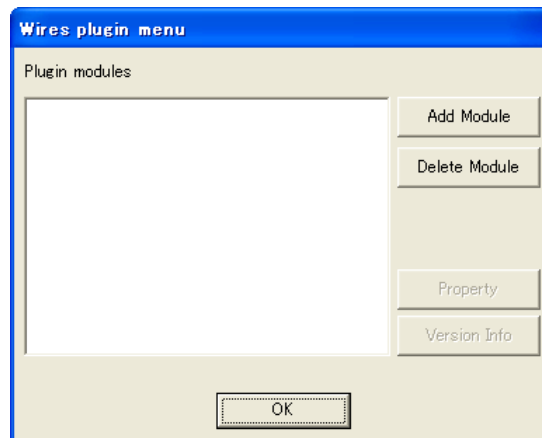 Wires plugin menu
Plugin modules
Add Module
Delete Module
Property
Version Info
OK